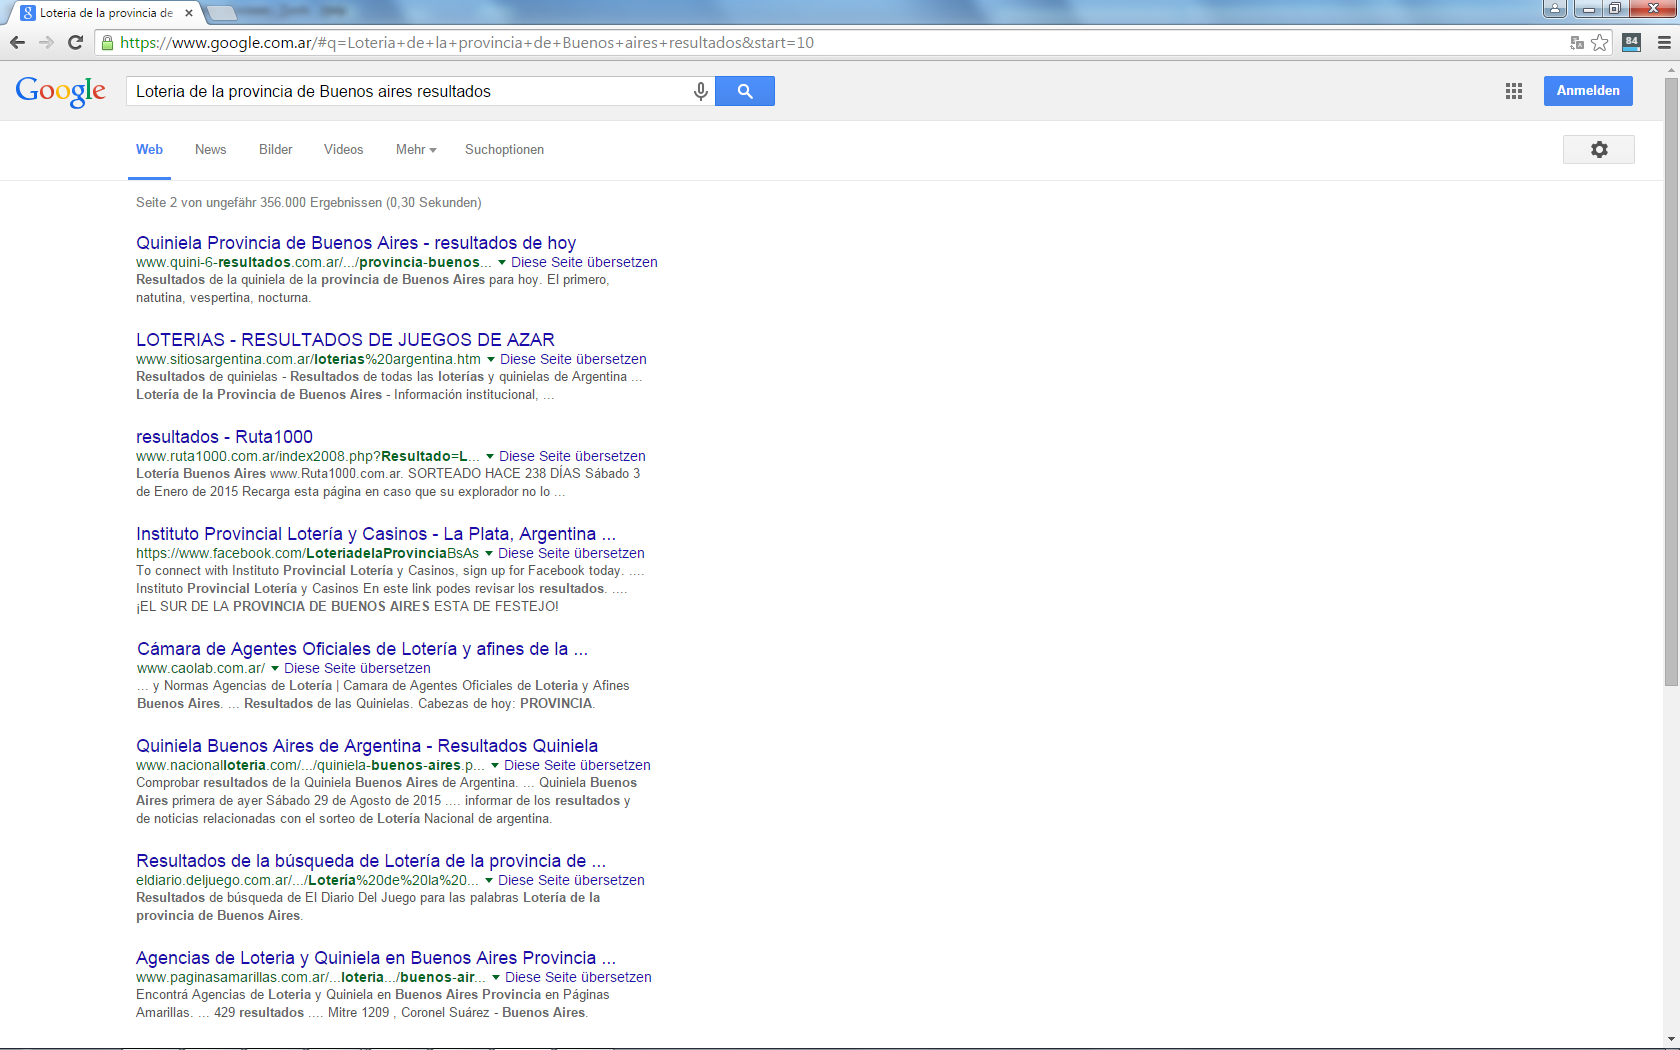 Loteria de la provincia de
https://www.google.com.ar/#q=Loteria+de+la+provincia+de+Buenos+aires+resultados&start=10
84
Google
Loteria de la provincia de Buenos aires resultados
Anmelden
Web News Bilder Videos Mehr Suchoptionen
Seite 2 von ungefähr 356.000 Ergebnissen (0,30 Sekunden)
Quiniela Provincia de Buenos Aires - resultados de hoy
www.quini-6-resultados.com.ar/.../provincia-buenos... Diese Seite übersetzen
Resultados de la quiniela de la provincia de Buenos Aires para hoy. El primero,
natutina, vespertina, nocturna.
LOTERIAS - RESULTADOS DE JUEGOS DE AZAR
www.sitiosargentina.com.ar/loterias%20argentina.htm Diese Seite übersetzen
Resultados de quinielas - Resultados de todas las loterías y quinielas de Argentina ...
Lotería de la Provincia de Buenos Aires - Información institucional, ...
resultados - Ruta1000
www.ruta1000.com.ar/index2008.php?Resultado=L... Diese Seite übersetzen
Lotería Buenos Aires www.Ruta1000.com.ar. SORTEADO HACE 238 DÍAS Sábado 3
de Enero de 2015 Recarga esta página en caso que su explorador no lo ...
Instituto Provincial Lotería y Casinos - La Plata, Argentina ...
https://www.facebook.com/LoteriadelaProvinciaBsAs Diese Seite übersetzen
To connect with Instituto Provincial Lotería y Casinos, sign up for Facebook today. ....
Instituto Provincial Lotería y Casinos En este link podes revisar los resultados. ....
¡EL SUR DE LA PROVINCIA DE BUENOS AIRES ESTA DE FESTEJO!
Cámara de Agentes Oficiales de Lotería y afines de la ...
www.caolab.com.ar/ Diese Seite übersetzen
... y Normas Agencias de Lotería | Camara de Agentes Oficiales de Loteria y Afines
Buenos Aires. ... Resultados de las Quinielas. Cabezas de hoy: PROVINCIA.
Quiniela Buenos Aires de Argentina - Resultados Quiniela
www.nacionalloteria.com/.../quiniela-buenos-aires.p... Diese Seite übersetzen
Comprobar resultados de la Quiniela Buenos Aires de Argentina. ... Quiniela Buenos
Aires primera de ayer Sábado 29 de Agosto de 2015 .... informar de los resultados y
de noticias relacionadas con el sorteo de Lotería Nacional de argentina.
Resultados de la búsqueda de Lotería de la provincia de ...
eldiario.deljuego.com.ar/.../Lotería%20de%20la%20... Diese Seite übersetzen
Resultados de búsqueda de El Diario Del Juego para las palabras Lotería de la
provincia de Buenos Aires.
Agencias de Loteria y Quiniela en Buenos Aires Provincia ...
www.paginasamarillas.com.ar/...loteria.../buenos-air... Diese Seite übersetzen
Encontrá Agencias de Loteria y Quiniela en Buenos Aires Provincia en Páginas
Amarillas. ... 429 resultados .... Mitre 1209 , Coronel Suárez - Buenos Aires.